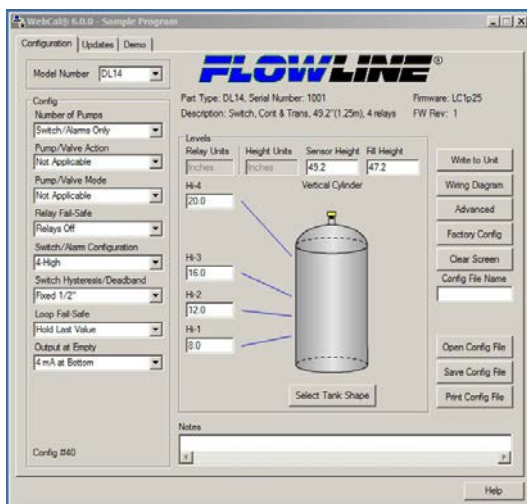 WebCal® 6.0.0 - Sample Program
Configuration Updates Demo
Model Number DL14
FLOWLINE®
Part Type: DL14, Serial Number: 1001 Firmware: LC1p25
Description: Switch, Cont & Trans, 49.2"(1.25m), 4 relays FW Rev: 1
Config
Number of Pumps
Switch/Alarms Only
Pump/Valve Action
Not Applicable
Pump/Valve Mode
Not Applicable
Relay Fail-Safe
Relays Off
Switch/Alarm Configuration
4-High
Switch Hysteresis/Deadband
Fixed 1/2"
Loop Fail-Safe
Hold Last Value
Output at Empty
4 mA at Bottom
Config #40
Levels
Relay Units Height Units Sensor Height Fill Height
Inches Inches 49.2 47.2
Hi-4 Vertical Cylinder
20.0
Hi-3
16.0
Hi-2
12.0
Hi-1
8.0
Select Tank Shape
Write to Unit
Wiring Diagram
Advanced
Factory Config
Clear Screen
Config File Name
Open Config File
Save Config File
Print Config File
Notes
Help